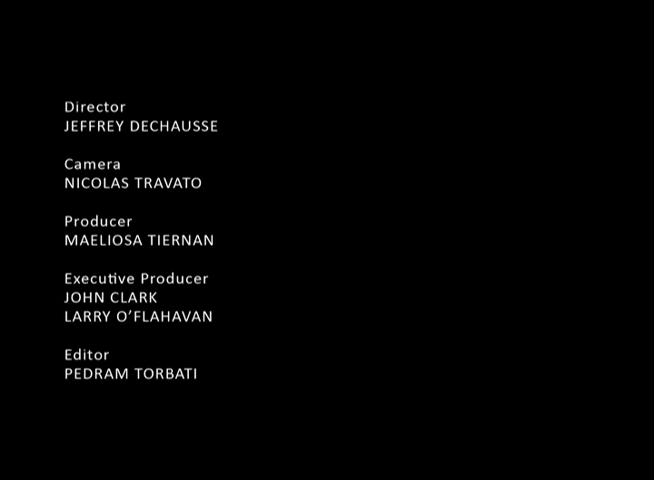 Director
JEFFREY DECHAUSSE
Camera
NICOLAS TRAVATO
Producer
MAELIOSA TIERNAN
Executive Producer
JOHN CLARK
LARRY O’FLAHAVAN
Editor
PEDRAM TORBATI